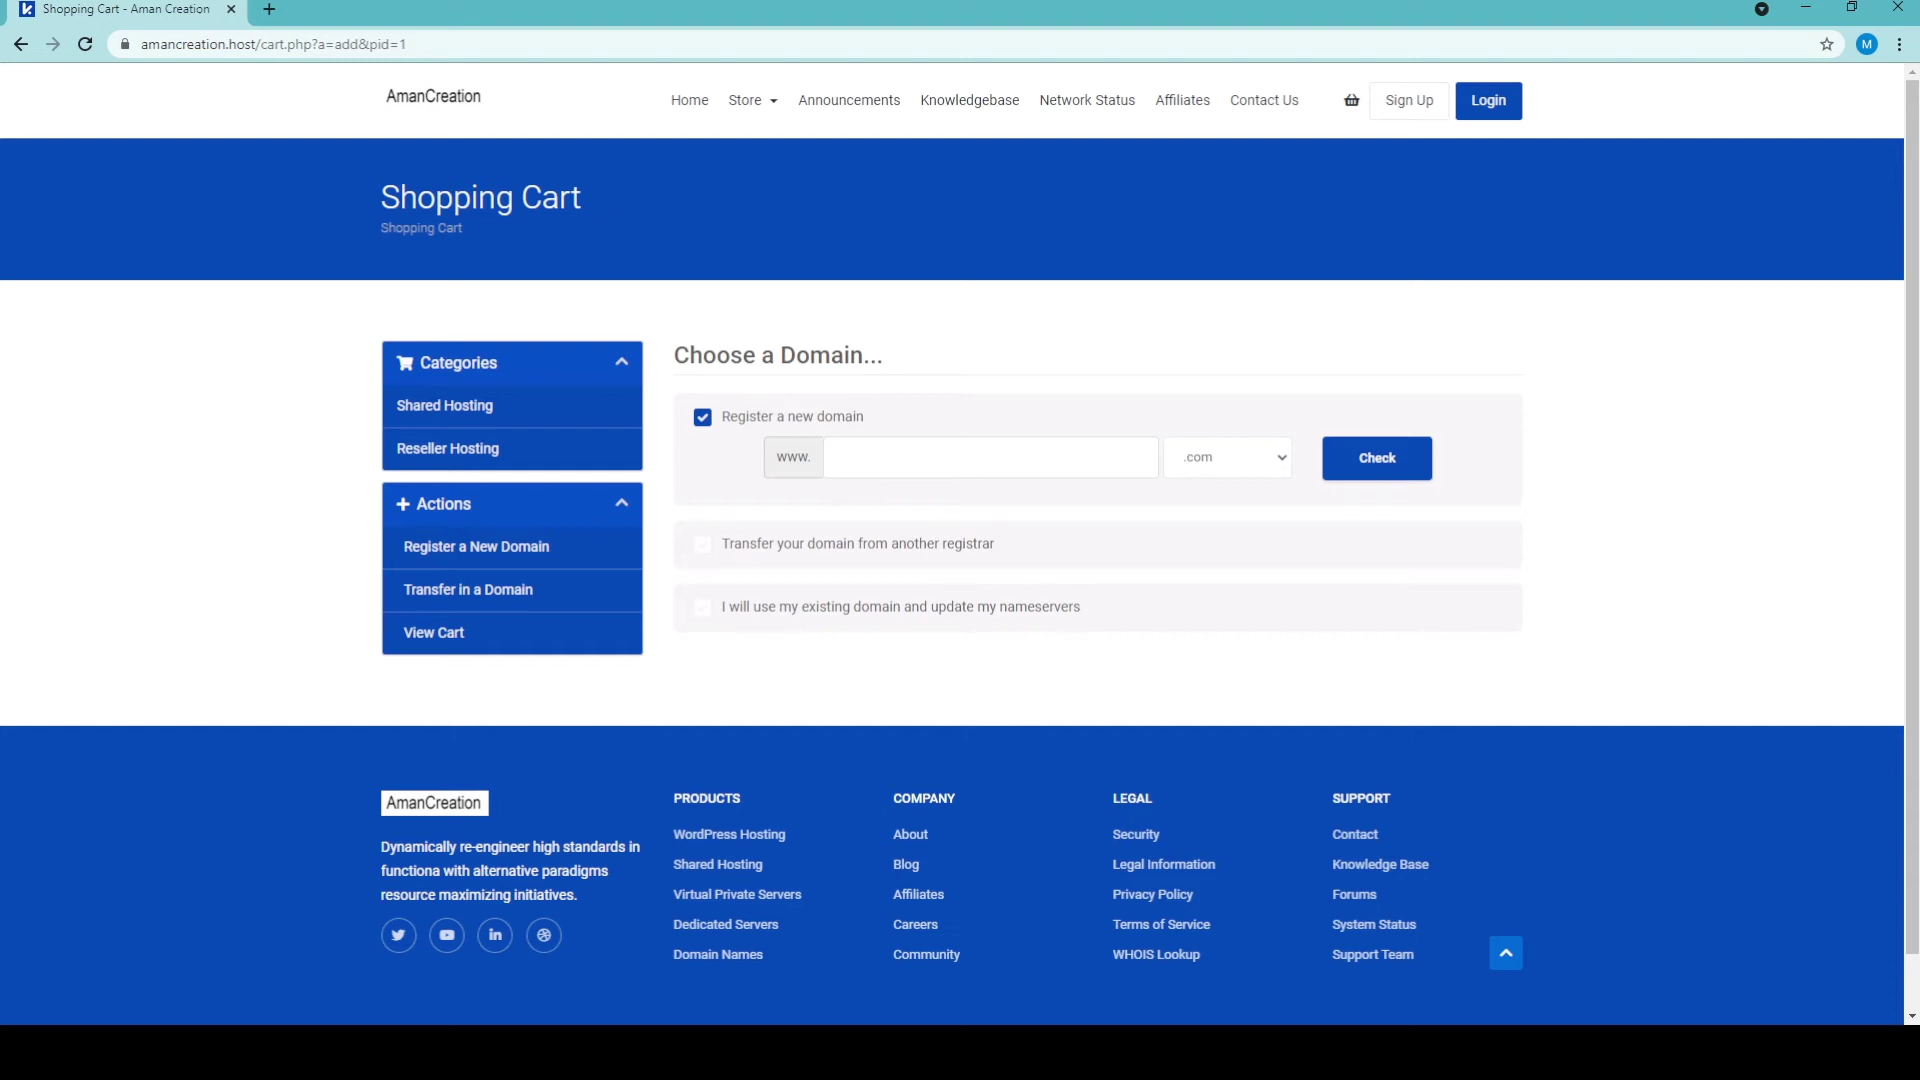 Shopping Cart - Aman Creation
amancreation.host/cart.php?a=add&pid=1
M
AmanCreation
Home
Store
Announcements
Knowledgebase
Network Status
Affiliates
Contact Us
Sign Up
Login
Shopping Cart
Shopping Cart
Categories
Shared Hosting
Reseller Hosting
Actions
Register a New Domain
Transfer in a Domain
View Cart
Choose a Domain...
Register a new domain
www.
.com
Check
Transfer your domain from another registrar
I will use my existing domain and update my nameservers
AmanCreation
Dynamically re-engineer high standards in
functiona with alternative paradigms
resource maximizing initiatives.
PRODUCTS
WordPress Hosting
Shared Hosting
Virtual Private Servers
Dedicated Servers
Domain Names
COMPANY
About
Blog
Affiliates
Careers
Community
LEGAL
Security
Legal Information
Privacy Policy
Terms of Service
WHOIS Lookup
SUPPORT
Contact
Knowledge Base
Forums
System Status
Support Team